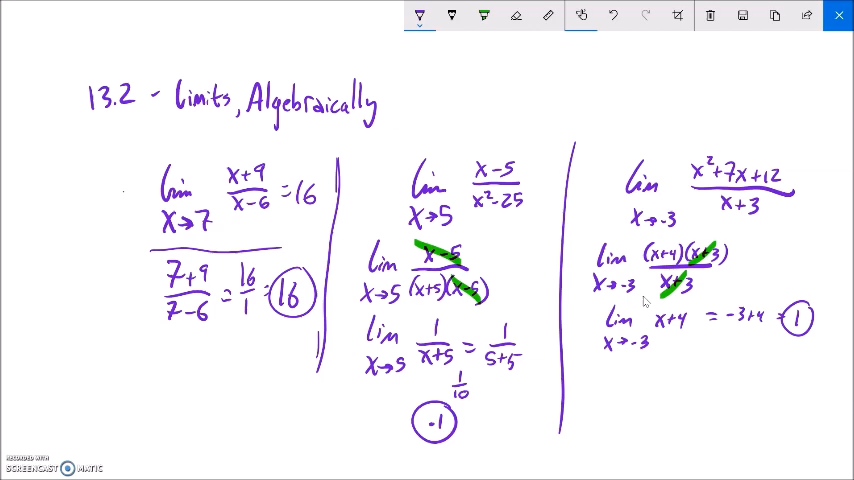 13.2 - Limits, Algebraically
lim x→7 (x+9)/(x-6) = 16
(7+9)/(7-6) = 16/1 = 16
lim x→5 (x-5)/(x²-25)
lim x→5 (x-5)/((x+5)(x-5))
lim x→5 1/(x+5) = 1/(5+5)
1/10
.1
lim x→-3 (x²+7x+12)/(x+3)
lim x→-3 ((x+4)(x+3))/(x+3)
lim x→-3 x+4 = -3+4 = 1
RECORDED WITH
SCREENCAST MATIC